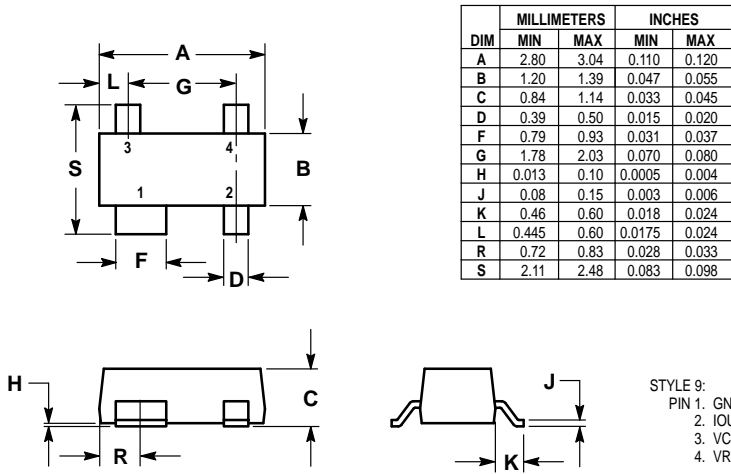 MILLIMETERS INCHES
DIM MIN MAX MIN MAX
A 2.80 3.04 0.110 0.120
B 1.20 1.39 0.047 0.055
C 0.84 1.14 0.033 0.045
D 0.39 0.50 0.015 0.020
F 0.79 0.93 0.031 0.037
G 1.78 2.03 0.070 0.080
H 0.013 0.10 0.0005 0.004
J 0.08 0.15 0.003 0.006
K 0.46 0.60 0.018 0.024
L 0.445 0.60 0.0175 0.024
R 0.72 0.83 0.028 0.033
S 2.11 2.48 0.083 0.098
A
L G
3 4
S B
1 2
F D
H C
R
J
K
STYLE 9:
PIN 1. GN
2. IOU
3. VC
4. VR